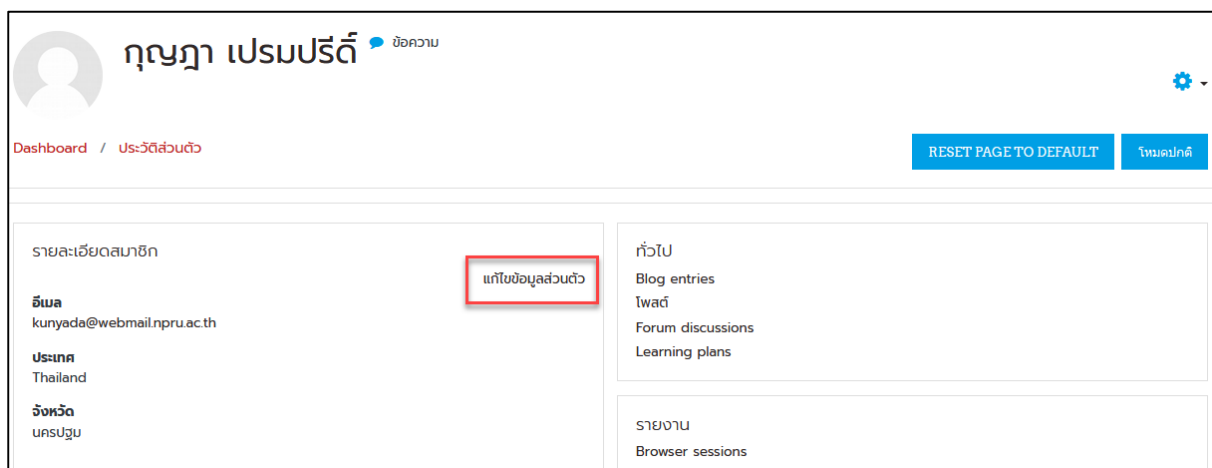 กุญฎา เปรมปรีดิ์ ข้อความ
Dashboard / ประวัติส่วนตัว
RESET PAGE TO DEFAULT โหมดปกติ
รายละเอียดสมาชิก
แก้ไขข้อมูลส่วนตัว
อีเมล
kunyada@webmail.npru.ac.th
ประเทศ
Thailand
จังหวัด
นครปฐม
ทั่วไป
Blog entries
โพสต์
Forum discussions
Learning plans
รายงาน
Browser sessions